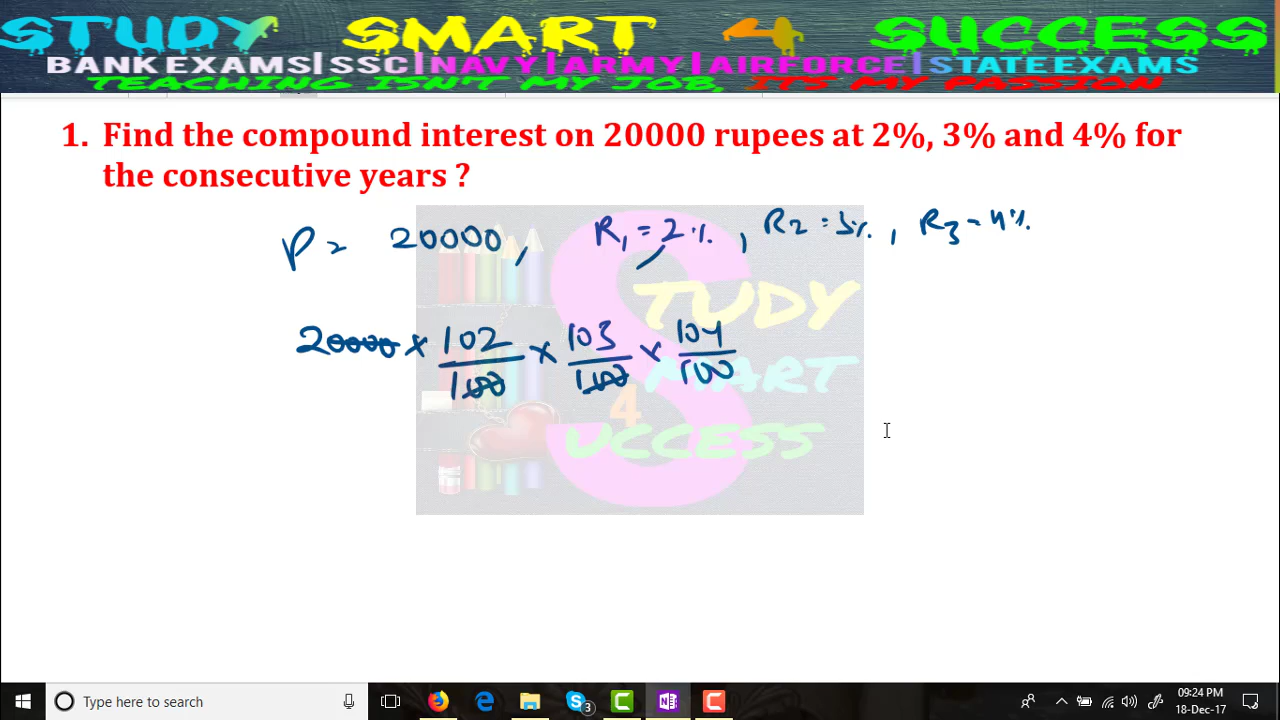 STUDY SMART 4 SUCCESS
BANK EXAMS|SSC|NAVY|ARMY|AIRFORCE|STATE EXAMS
TEACHING ISN'T MY JOB, IT'S MY PASSION
1. Find the compound interest on 20000 rupees at 2%, 3% and 4% for
the consecutive years ?
P = 20000, R1 = 2%, R2 = 3%, R3 = 4%
20000 × 102/100 × 103/100 × 104/100
STUDY
SMART
4
SUCCESS
Type here to search
3
09:24 PM
18-Dec-17